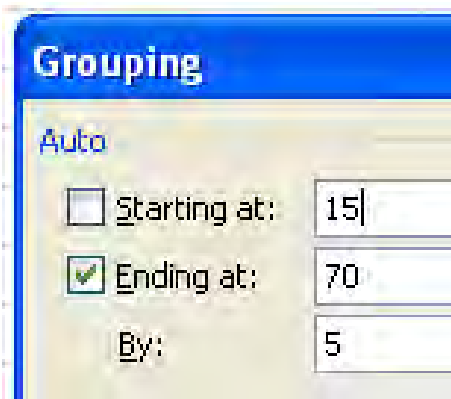 Grouping
Auto
Starting at: 15
Ending at: 70
By: 5